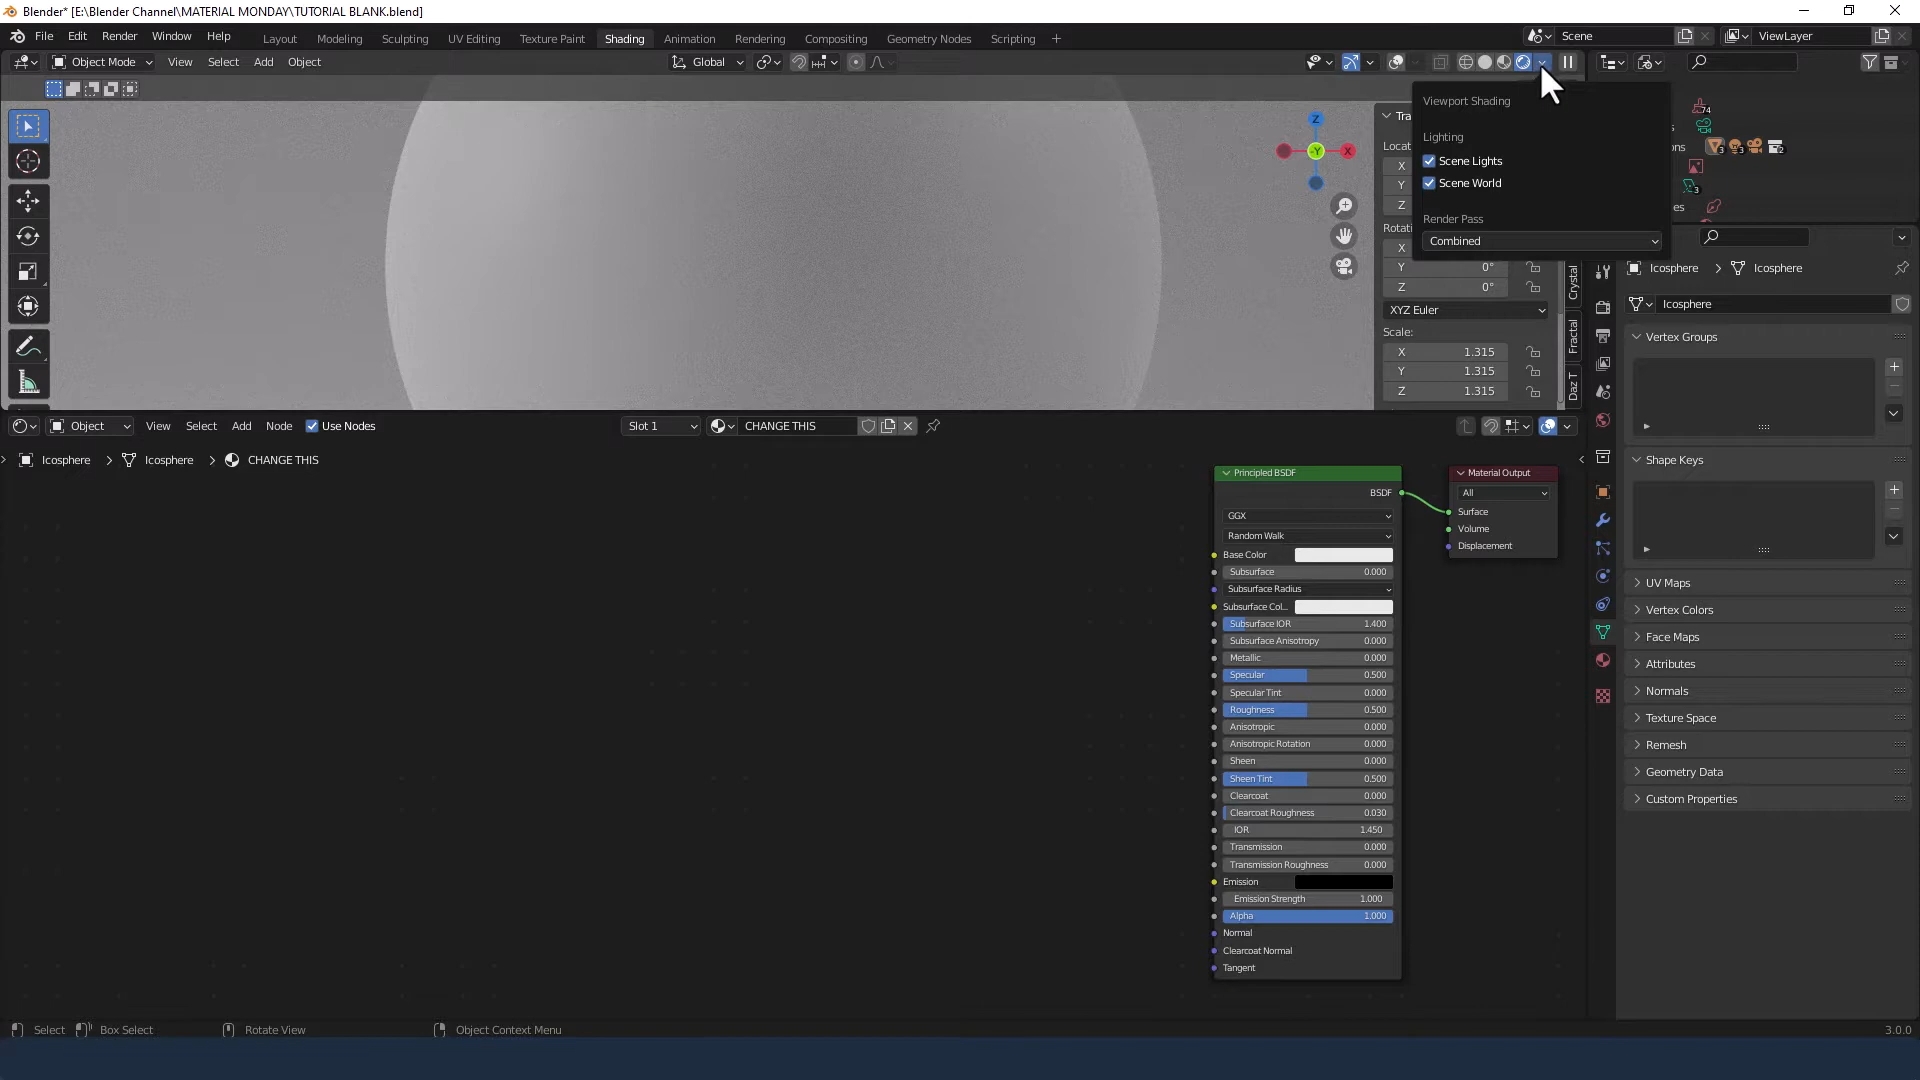 Blender* [E:\Blender Channel\MATERIAL MONDAY\TUTORIAL BLANK.blend]
File Edit Render Window Help Layout Modeling Sculpting UV Editing Texture Paint Shading Animation Rendering Compositing Geometry Nodes Scripting + Scene ViewLayer
Object Mode View Select Add Object Global
Viewport Shading
Lighting
Scene Lights
Scene World
Render Pass
Combined
74
3 3 2
3
Z
-Y X
Tra
Locat
X
Y
Z
Rotati
X
Y 0°
Z 0°
XYZ Euler
Scale:
X 1.315
Y 1.315
Z 1.315
Crystal
Fractal
Daz T
Icosphere > Icosphere
Icosphere
Vertex Groups
Shape Keys
UV Maps
Vertex Colors
Face Maps
Attributes
Normals
Texture Space
Remesh
Geometry Data
Custom Properties
Object View Select Add Node Use Nodes Slot 1 CHANGE THIS
Icosphere > Icosphere > CHANGE THIS
Principled BSDF
BSDF
GGX
Random Walk
Base Color
Subsurface 0.000
Subsurface Radius
Subsurface Col...
Subsurface IOR 1.400
Subsurface Anisotropy 0.000
Metallic 0.000
Specular 0.500
Specular Tint 0.000
Roughness 0.500
Anisotropic 0.000
Anisotropic Rotation 0.000
Sheen 0.000
Sheen Tint 0.500
Clearcoat 0.000
Clearcoat Roughness 0.030
IOR 1.450
Transmission 0.000
Transmission Roughness 0.000
Emission
Emission Strength 1.000
Alpha 1.000
Normal
Clearcoat Normal
Tangent
Material Output
All
Surface
Volume
Displacement
Select Box Select Rotate View Object Context Menu 3.0.0